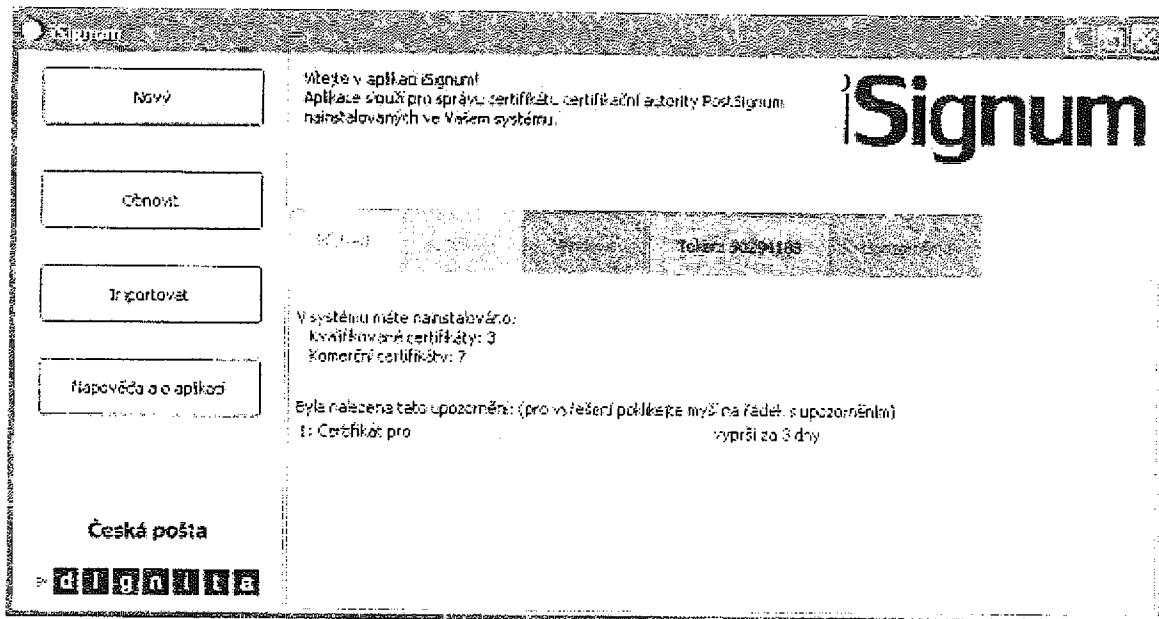 iSignum
Nový
Obnovit
Importovat
Nápověda a o aplikaci
Česká pošta
dignita
Vítejte v aplikaci iSignum!
Aplikace slouží pro správu certifikátů certifikační autority PostSignum
nainstalovaných ve Vašem systému.
iSignum
Token: 90294183
V systému máte nainstalováno:
Kvalifikované certifikáty: 3
Komerční certifikáty: 7
Byla nalezena tato upozornění: (pro vyřešení poklikejte myší na řádek s upozorněním)
1: Certifikát pro vyprší za 3 dny